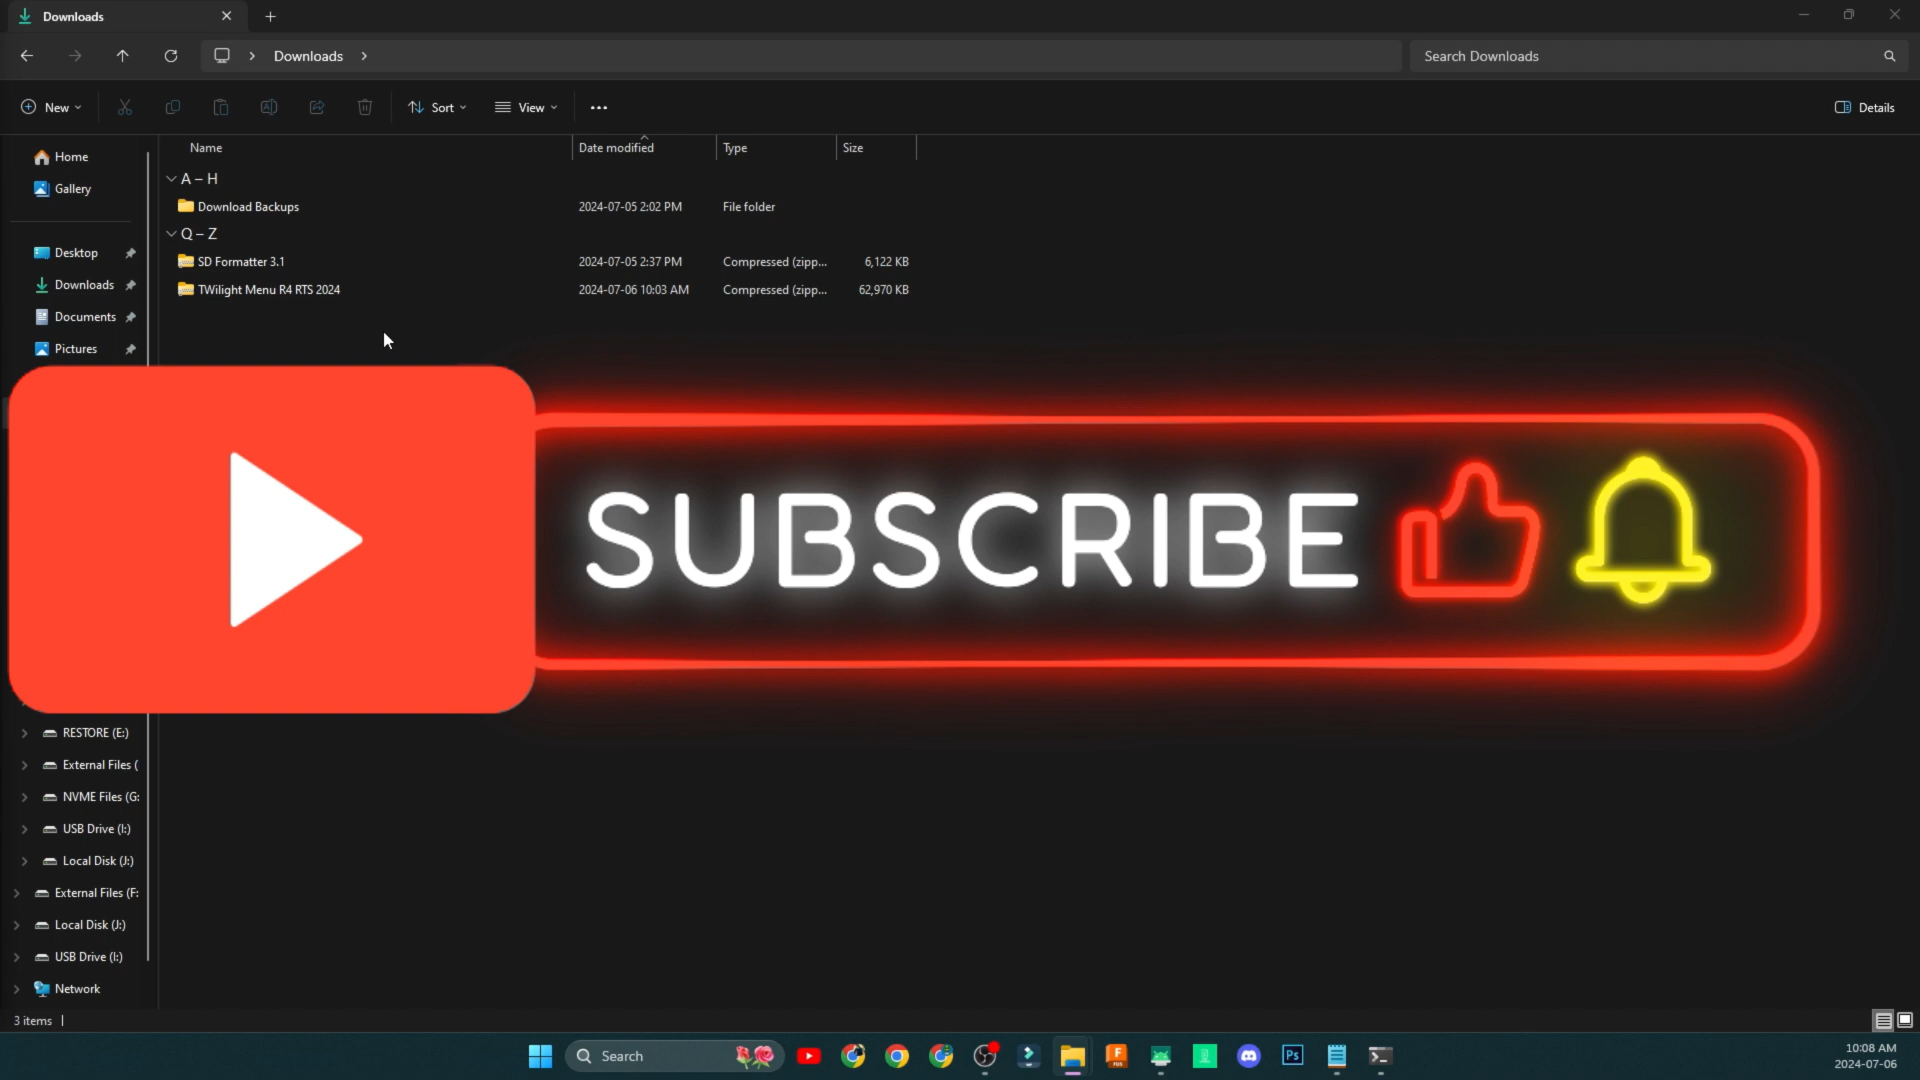 Downloads
Downloads
Search Downloads
New
Sort
View
Details
Name
Date modified
Type
Size
Home
Gallery
A – H
Download Backups
2024-07-05 2:02 PM
File folder
Q – Z
SD Formatter 3.1
2024-07-05 2:37 PM
Compressed (zipp...
6,122 KB
TWilight Menu R4 RTS 2024
2024-07-06 10:03 AM
Compressed (zipp...
62,970 KB
Desktop
Downloads
Documents
Pictures
SUBSCRIBE
RESTORE (E:)
External Files (
NVME Files (G:
USB Drive (I:)
Local Disk (J:)
External Files (F:
Local Disk (J:)
USB Drive (I:)
Network
3 items
Search
F
FUS
Ps
10:08 AM
2024-07-06